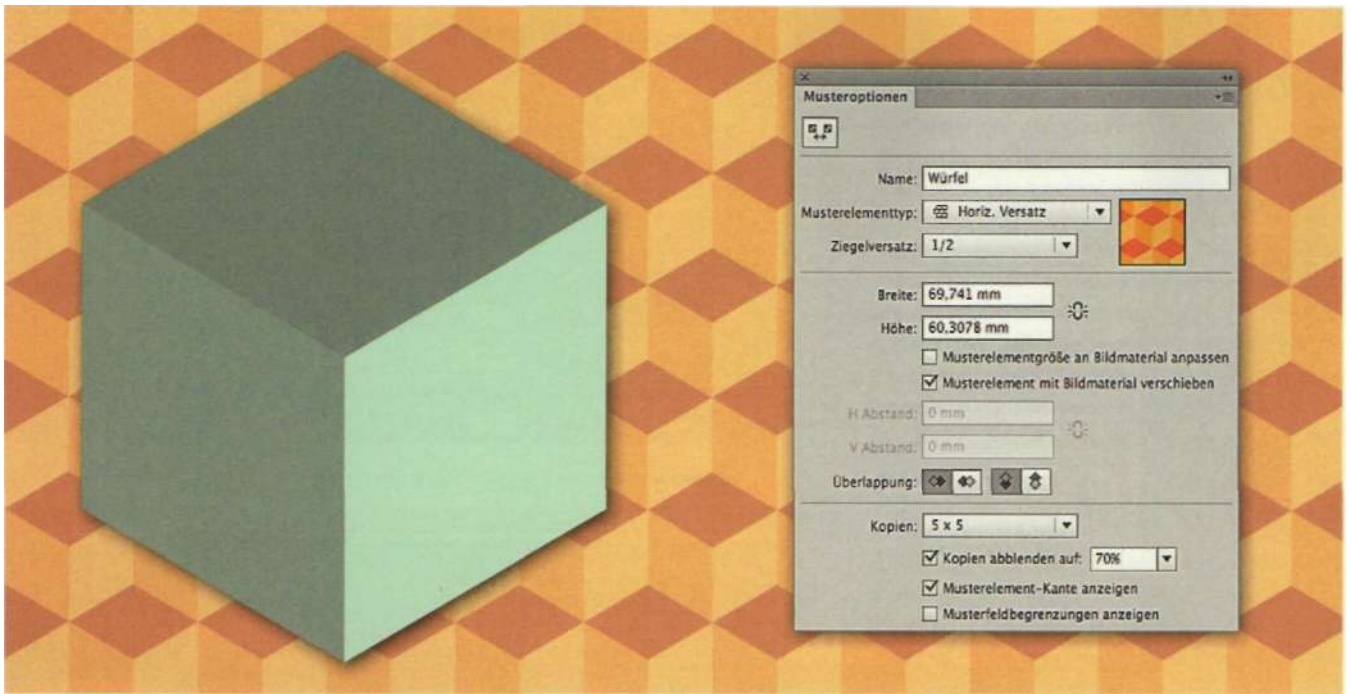 Musteroptionen
Name: Würfel
Musterelementtyp: Horiz. Versatz
Ziegelversatz: 1/2
Breite: 69,741 mm
Höhe: 60,3078 mm
Musterelementgröße an Bildmaterial anpassen
Musterelement mit Bildmaterial verschieben
H Abstand: 0 mm
V Abstand: 0 mm
Überlappung:
Kopien: 5 x 5
Kopien abblenden auf: 70%
Musterelement-Kante anzeigen
Musterfeldbegrenzungen anzeigen